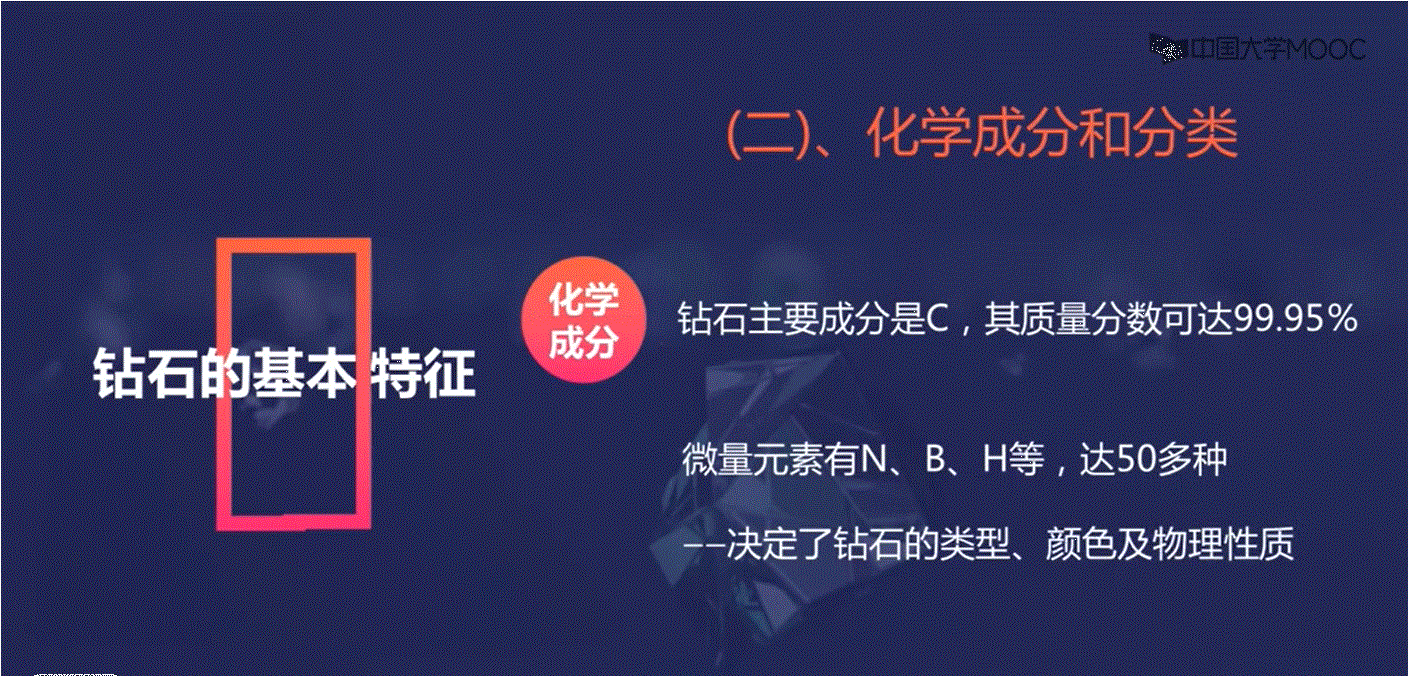 中国大学MOOC
(二)、化学成分和分类
钻石的基本特征
化学
成分
钻石主要成分是C，其质量分数可达99.95%
微量元素有N、B、H等，达50多种
——决定了钻石的类型、颜色及物理性质